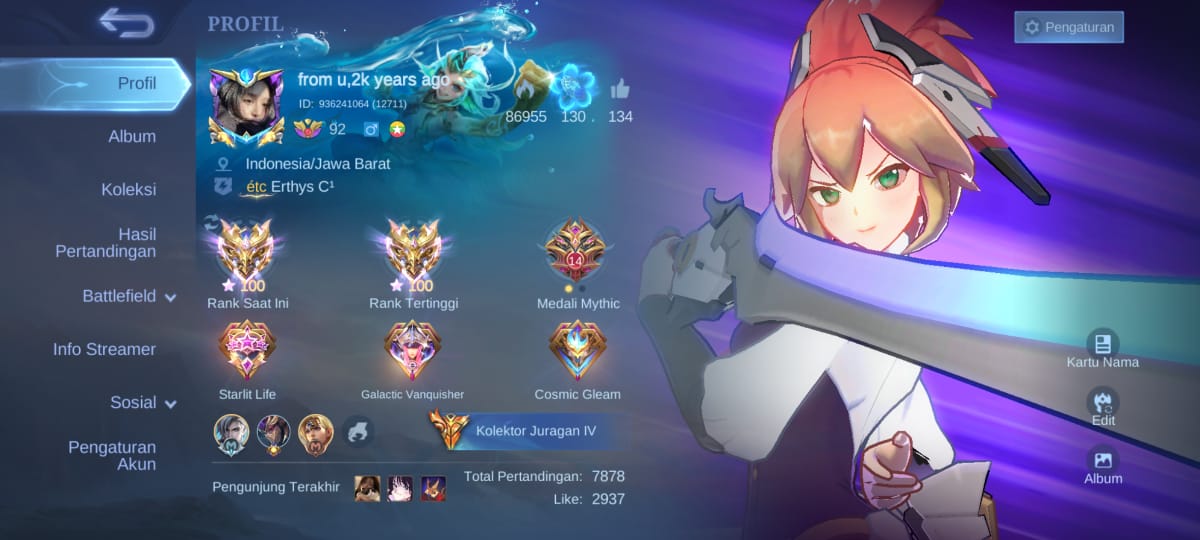 PROFIL
Pengaturan
Profil
from u,2k years ago
ID: 936241064 (12711)
92
86955
130
134
Album
Indonesia/Jawa Barat
étc Erthys C¹
Koleksi
Hasil
Pertandingan
14
100
100
Rank Saat Ini
Rank Tertinggi
Medali Mythic
Battlefield
Info Streamer
Kartu Nama
Starlit Life
Galactic Vanquisher
Cosmic Gleam
Sosial
Edit
Kolektor Juragan IV
Pengaturan
Akun
Pengunjung Terakhir
Total Pertandingan: 7878
Like: 2937
Album